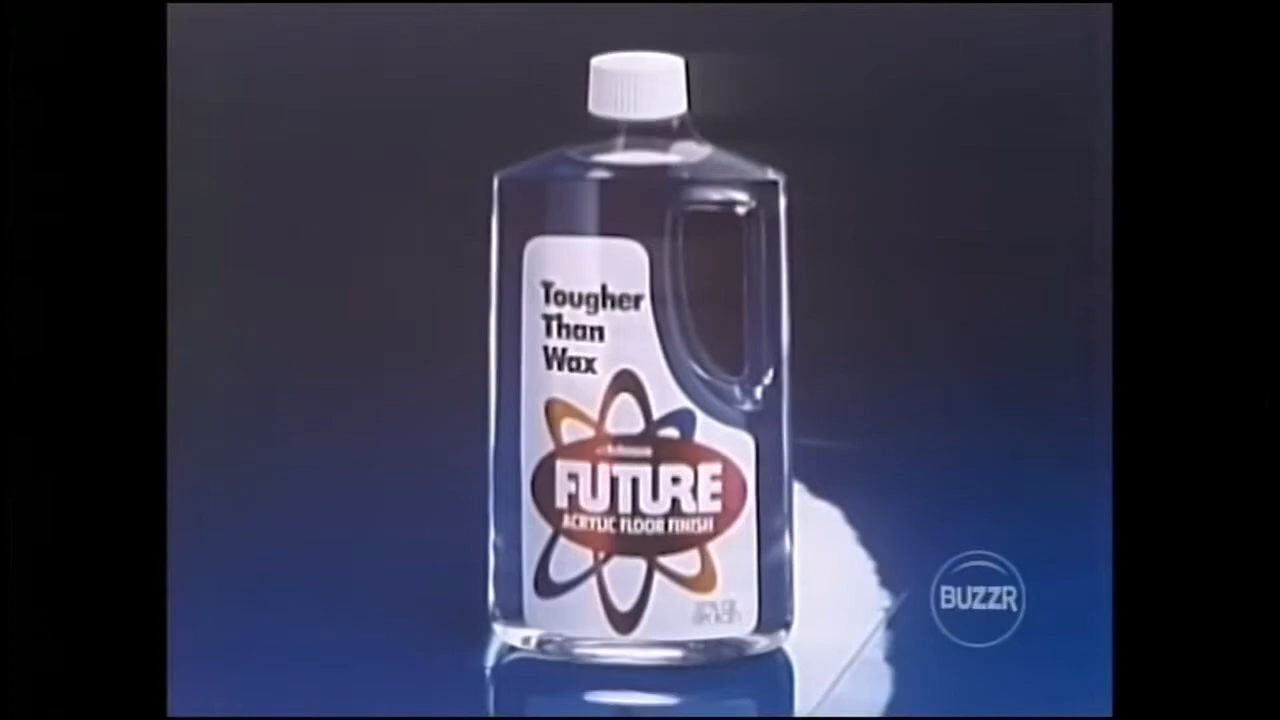 Tougher
Than
Wax
FUTURE
ACRYLIC FLOOR FINISH
BUZZR